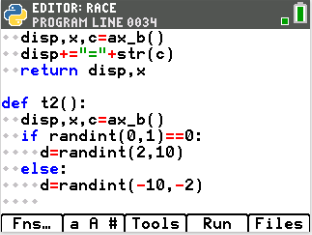 EDITOR: RACE
PROGRAM LINE 0034
disp,x,c=ax_b()
disp+="="+str(c)
return disp,x
def t2():
disp,x,c=ax_b()
if randint(0,1)==0:
d=randint(2,10)
else:
d=randint(-10,-2)
Fns… a A # Tools Run Files